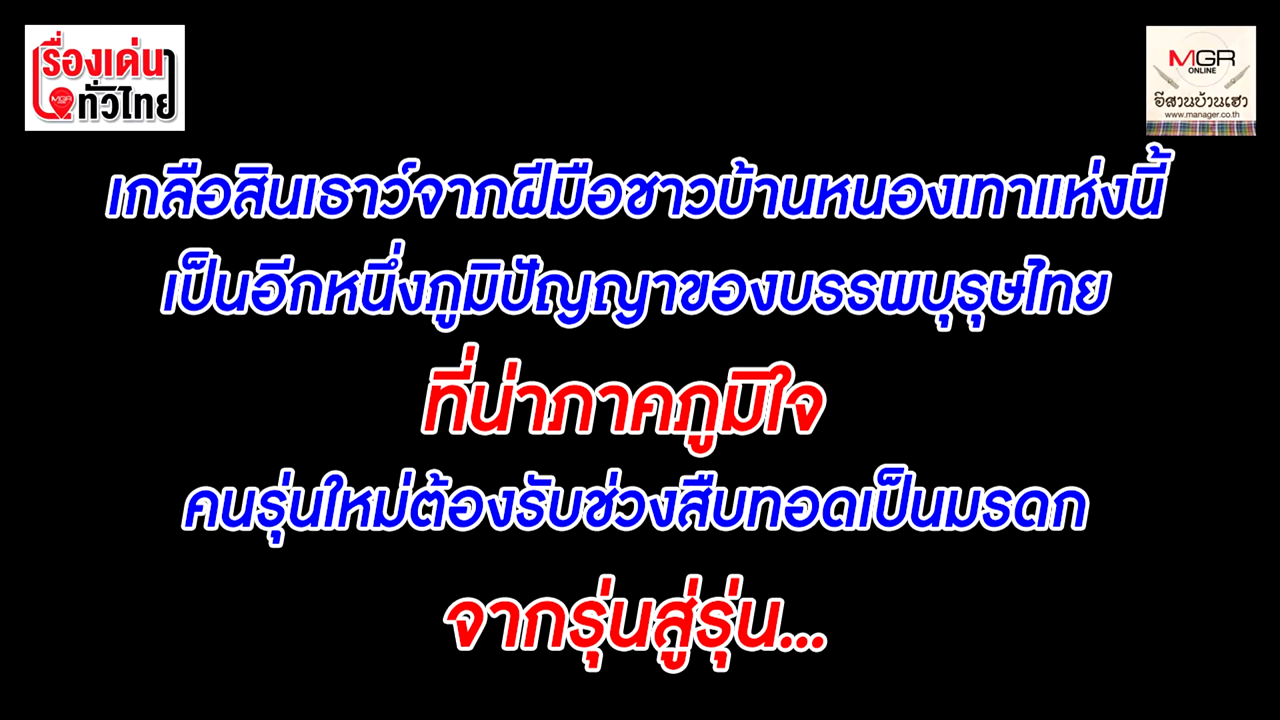 เรื่องเด่น
MGR
ทั่วไทย
MGR
ONLINE
อีสานบ้านเฮา
www.manager.co.th
เกลือสินเธาว์จากฝีมือชาวบ้านหนองเทาแห่งนี้
เป็นอีกหนึ่งภูมิปัญญาของบรรพบุรุษไทย
ที่น่าภาคภูมิใจ
คนรุ่นใหม่ต้องรับช่วงสืบทอดเป็นมรดก
จากรุ่นสู่รุ่น...